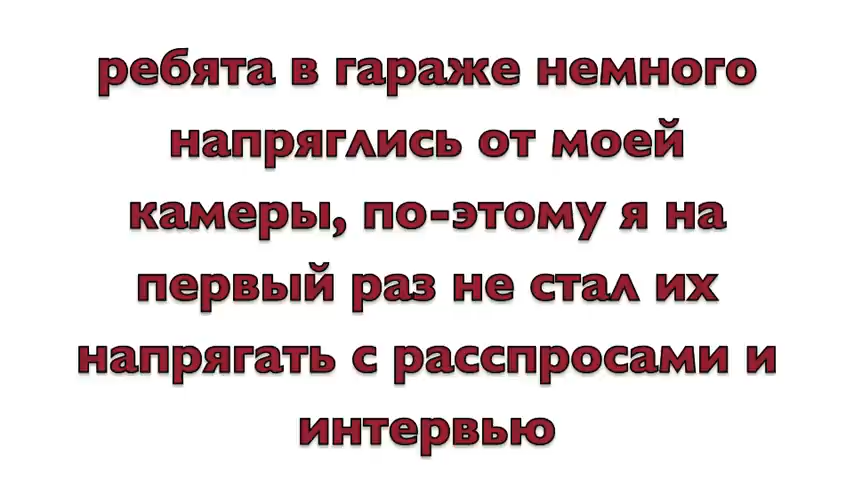 ребята в гараже немного
напряглись от моей
камеры, по-этому я на
первый раз не стал их
напрягать с расспросами и
интервью